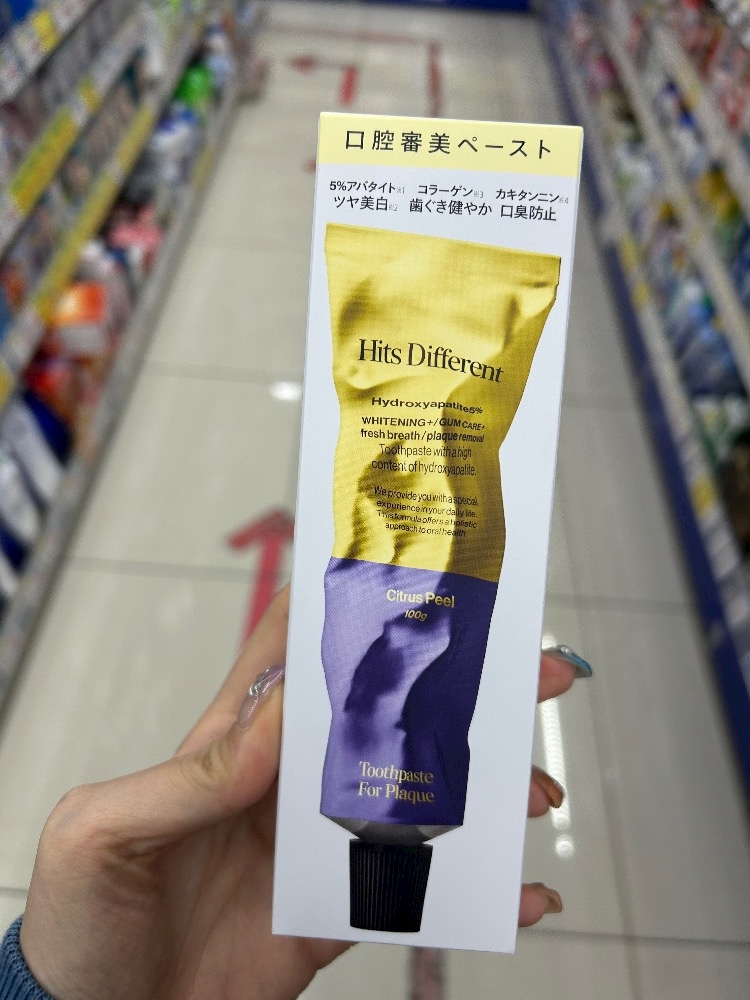 口腔審美ペースト
5%アパタイト※1 コラーゲン※3 カキタンニン※4
ツヤ美白※2 歯ぐき健やか 口臭防止
Hits Different
Hydroxyapatite5%
WHITENING+/GUM CARE+
fresh breath/plaque removal
Toothpaste with a high
content of hydroxyapatite.
We provide you with a special
experience in your daily life.
This formula offers a holistic
approach to oral health
Citrus Peel
100g
Toothpaste
For Plaque